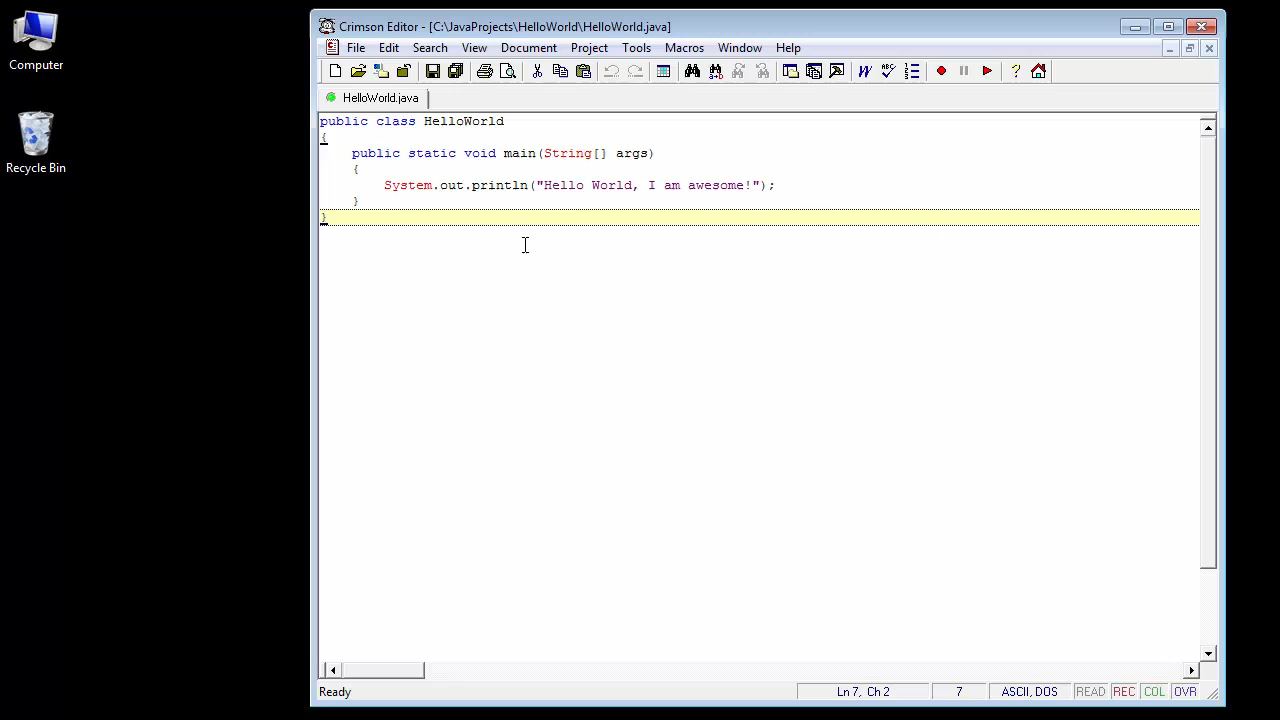 Computer
Recycle Bin
Crimson Editor - [C:\JavaProjects\HelloWorld\HelloWorld.java]
File Edit Search View Document Project Tools Macros Window Help
HelloWorld.java
public class HelloWorld
{
    public static void main(String[] args)
    {
        System.out.println("Hello World, I am awesome!");
    }
}
Ready Ln 7, Ch 2 7 ASCII, DOS READ REC COL OVR